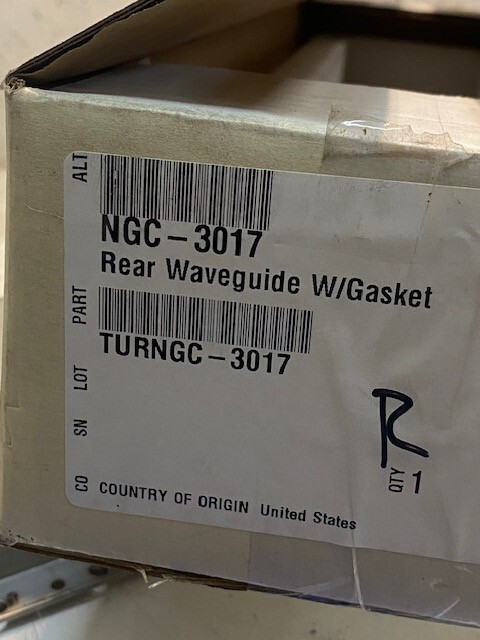 ALT
NGC-3017
Rear Waveguide W/Gasket
PART
TURNGC-3017
LOT
SN
R
QTY 1
CO COUNTRY OF ORIGIN United States